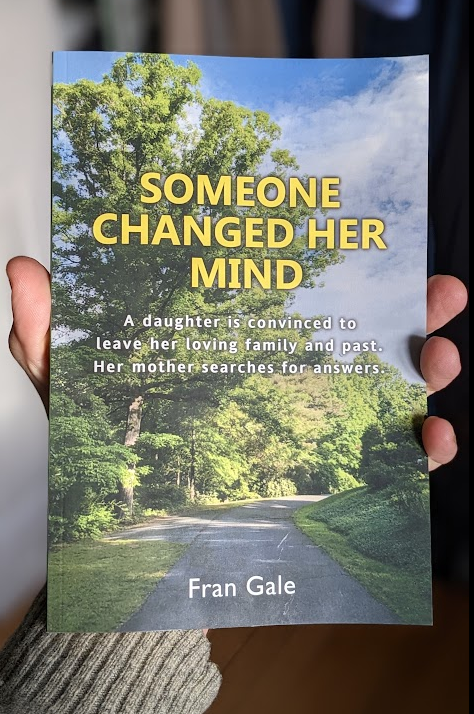 SOMEONE
CHANGED HER
MIND
A daughter is convinced to
leave her loving family and past.
Her mother searches for answers.
Fran Gale